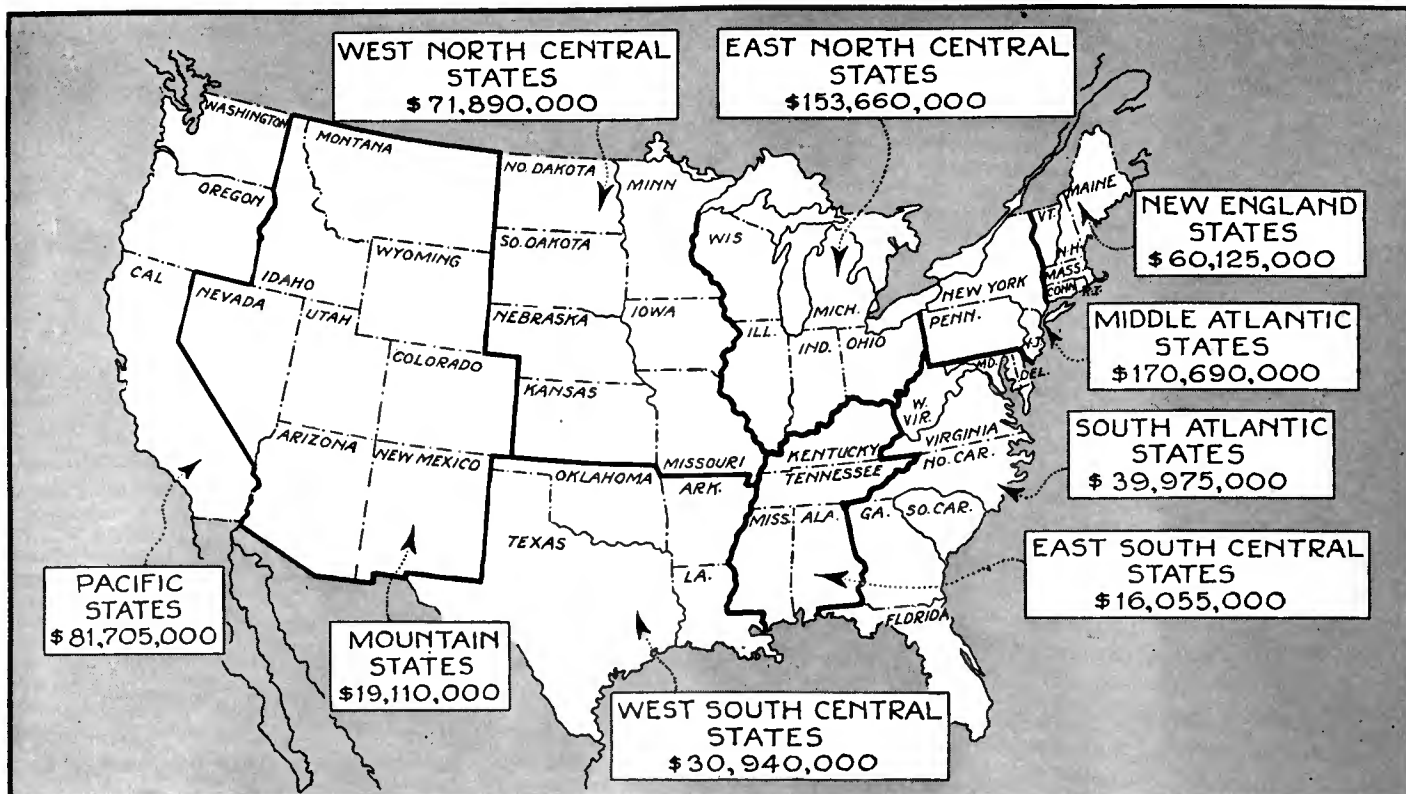 WEST NORTH CENTRAL
STATES
$71,890,000
EAST NORTH CENTRAL
STATES
$153,660,000
NEW ENGLAND
STATES
$60,125,000
MIDDLE ATLANTIC
STATES
$170,690,000
SOUTH ATLANTIC
STATES
$39,975,000
EAST SOUTH CENTRAL
STATES
$16,055,000
WEST SOUTH CENTRAL
STATES
$30,940,000
MOUNTAIN
STATES
$19,110,000
PACIFIC
STATES
$81,705,000
WASHINGTON
OREGON
CAL
MONTANA
IDAHO
WYOMING
NEVADA
UTAH
COLORADO
ARIZONA
NEW MEXICO
NO. DAKOTA
SO. DAKOTA
NEBRASKA
KANSAS
MINN
IOWA
MISSOURI
OKLAHOMA
TEXAS
ARK.
LA.
WIS
MICH.
ILL.
IND.
OHIO
KENTUCKY
TENNESSEE
MISS.
ALA.
GA.
SO. CAR.
NO. CAR.
FLORIDA
VIRGINIA
W.
VIR.
MD.
DEL.
PENN.
N.J.
NEW YORK
VT.
N.H.
MAINE
MASS.
CONN.
R.I.